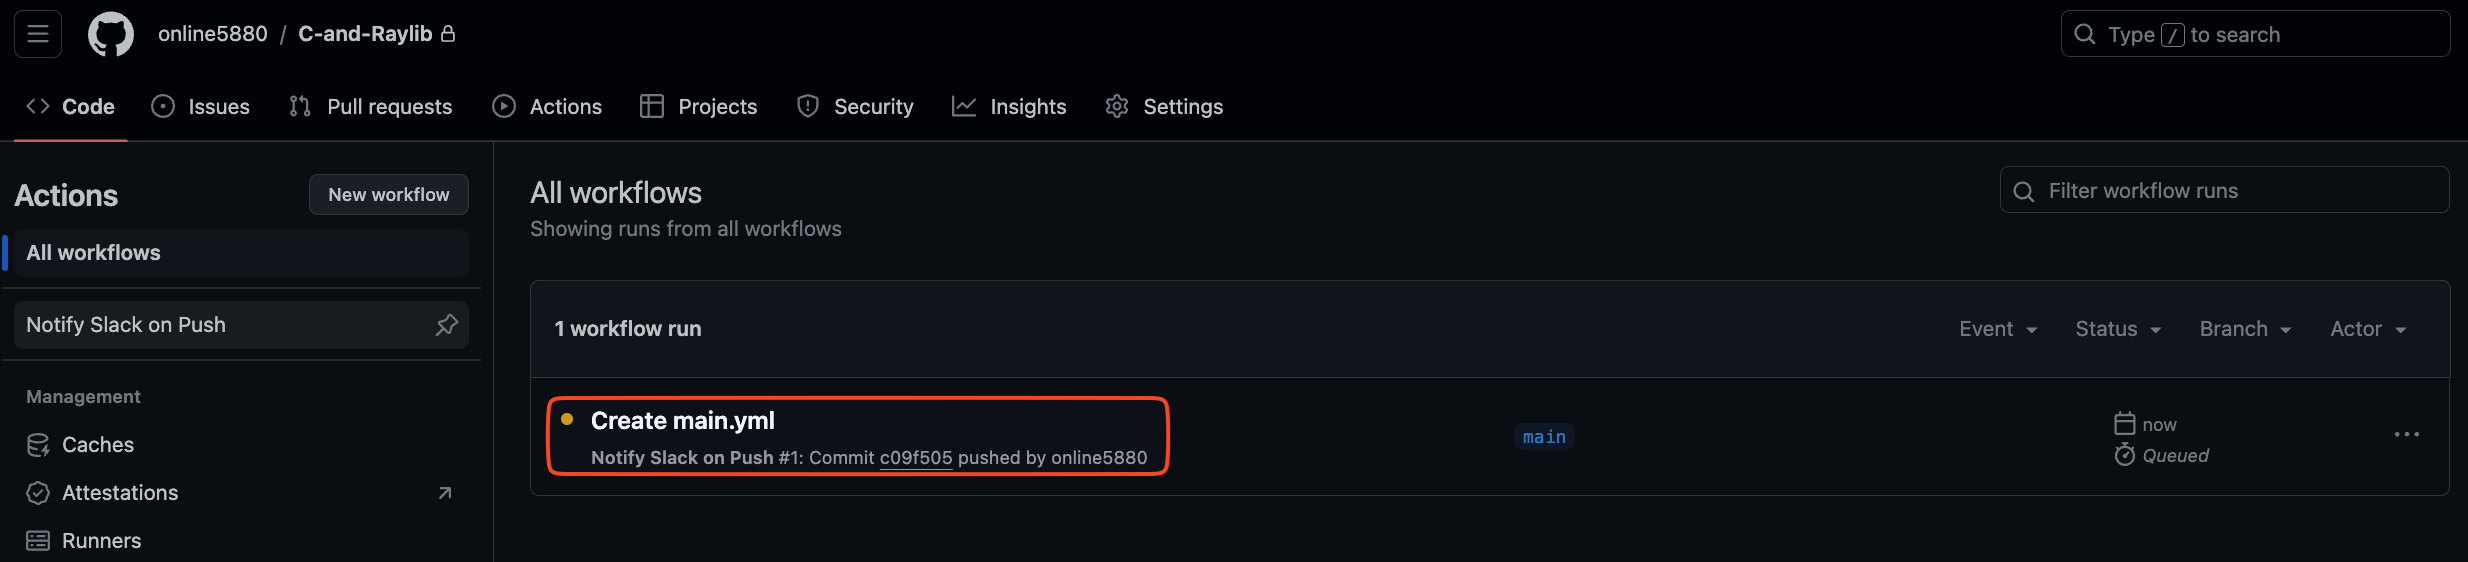 online5880 / C-and-Raylib
Type / to search
Code Issues Pull requests Actions Projects Security Insights Settings
Actions
New workflow
All workflows
Notify Slack on Push
Management
Caches
Attestations
Runners
All workflows
Showing runs from all workflows
Filter workflow runs
1 workflow run
Event Status Branch Actor
Create main.yml
Notify Slack on Push #1: Commit c09f505 pushed by online5880
main
now
Queued